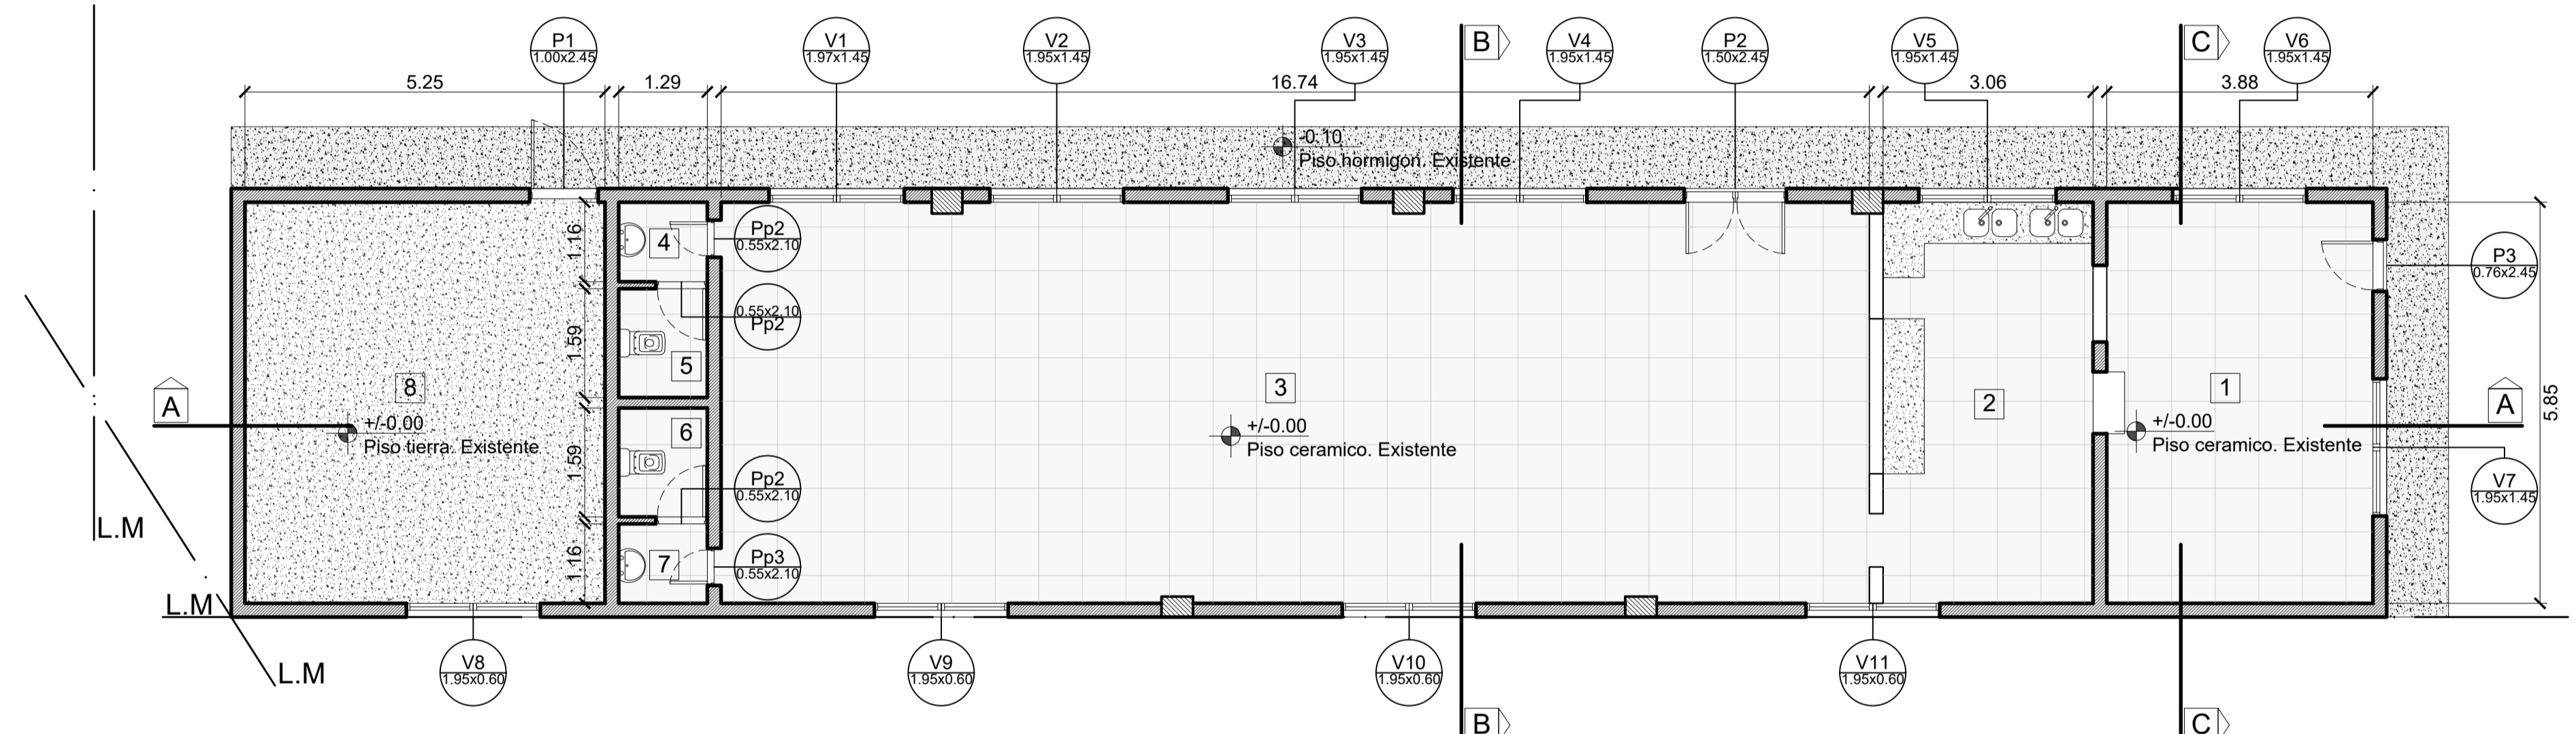 P1
1.00x2.45
V1
1.97x1.45
V2
1.95x1.45
V3
1.95x1.45
B
V4
1.95x1.45
P2
1.50x2.45
V5
1.95x1.45
C
V6
1.95x1.45
5.25
1.29
16.74
3.06
3.88
-0.10
Piso hormigon. Existente
1.16
4
Pp2
0.55x2.10
P3
0.76x2.45
0.55x2.10
Pp2
1.59
5
8
3
2
1
5.85
A
A
+/-0.00
Piso tierra. Existente
6
+/-0.00
Piso ceramico. Existente
+/-0.00
Piso ceramico. Existente
1.59
Pp2
0.55x2.10
V7
1.95x1.45
L.M
1.16
7
Pp3
0.55x2.10
L.M
L.M
V8
1.95x0.60
V9
1.95x0.60
V10
1.95x0.60
V11
1.95x0.60
B
C